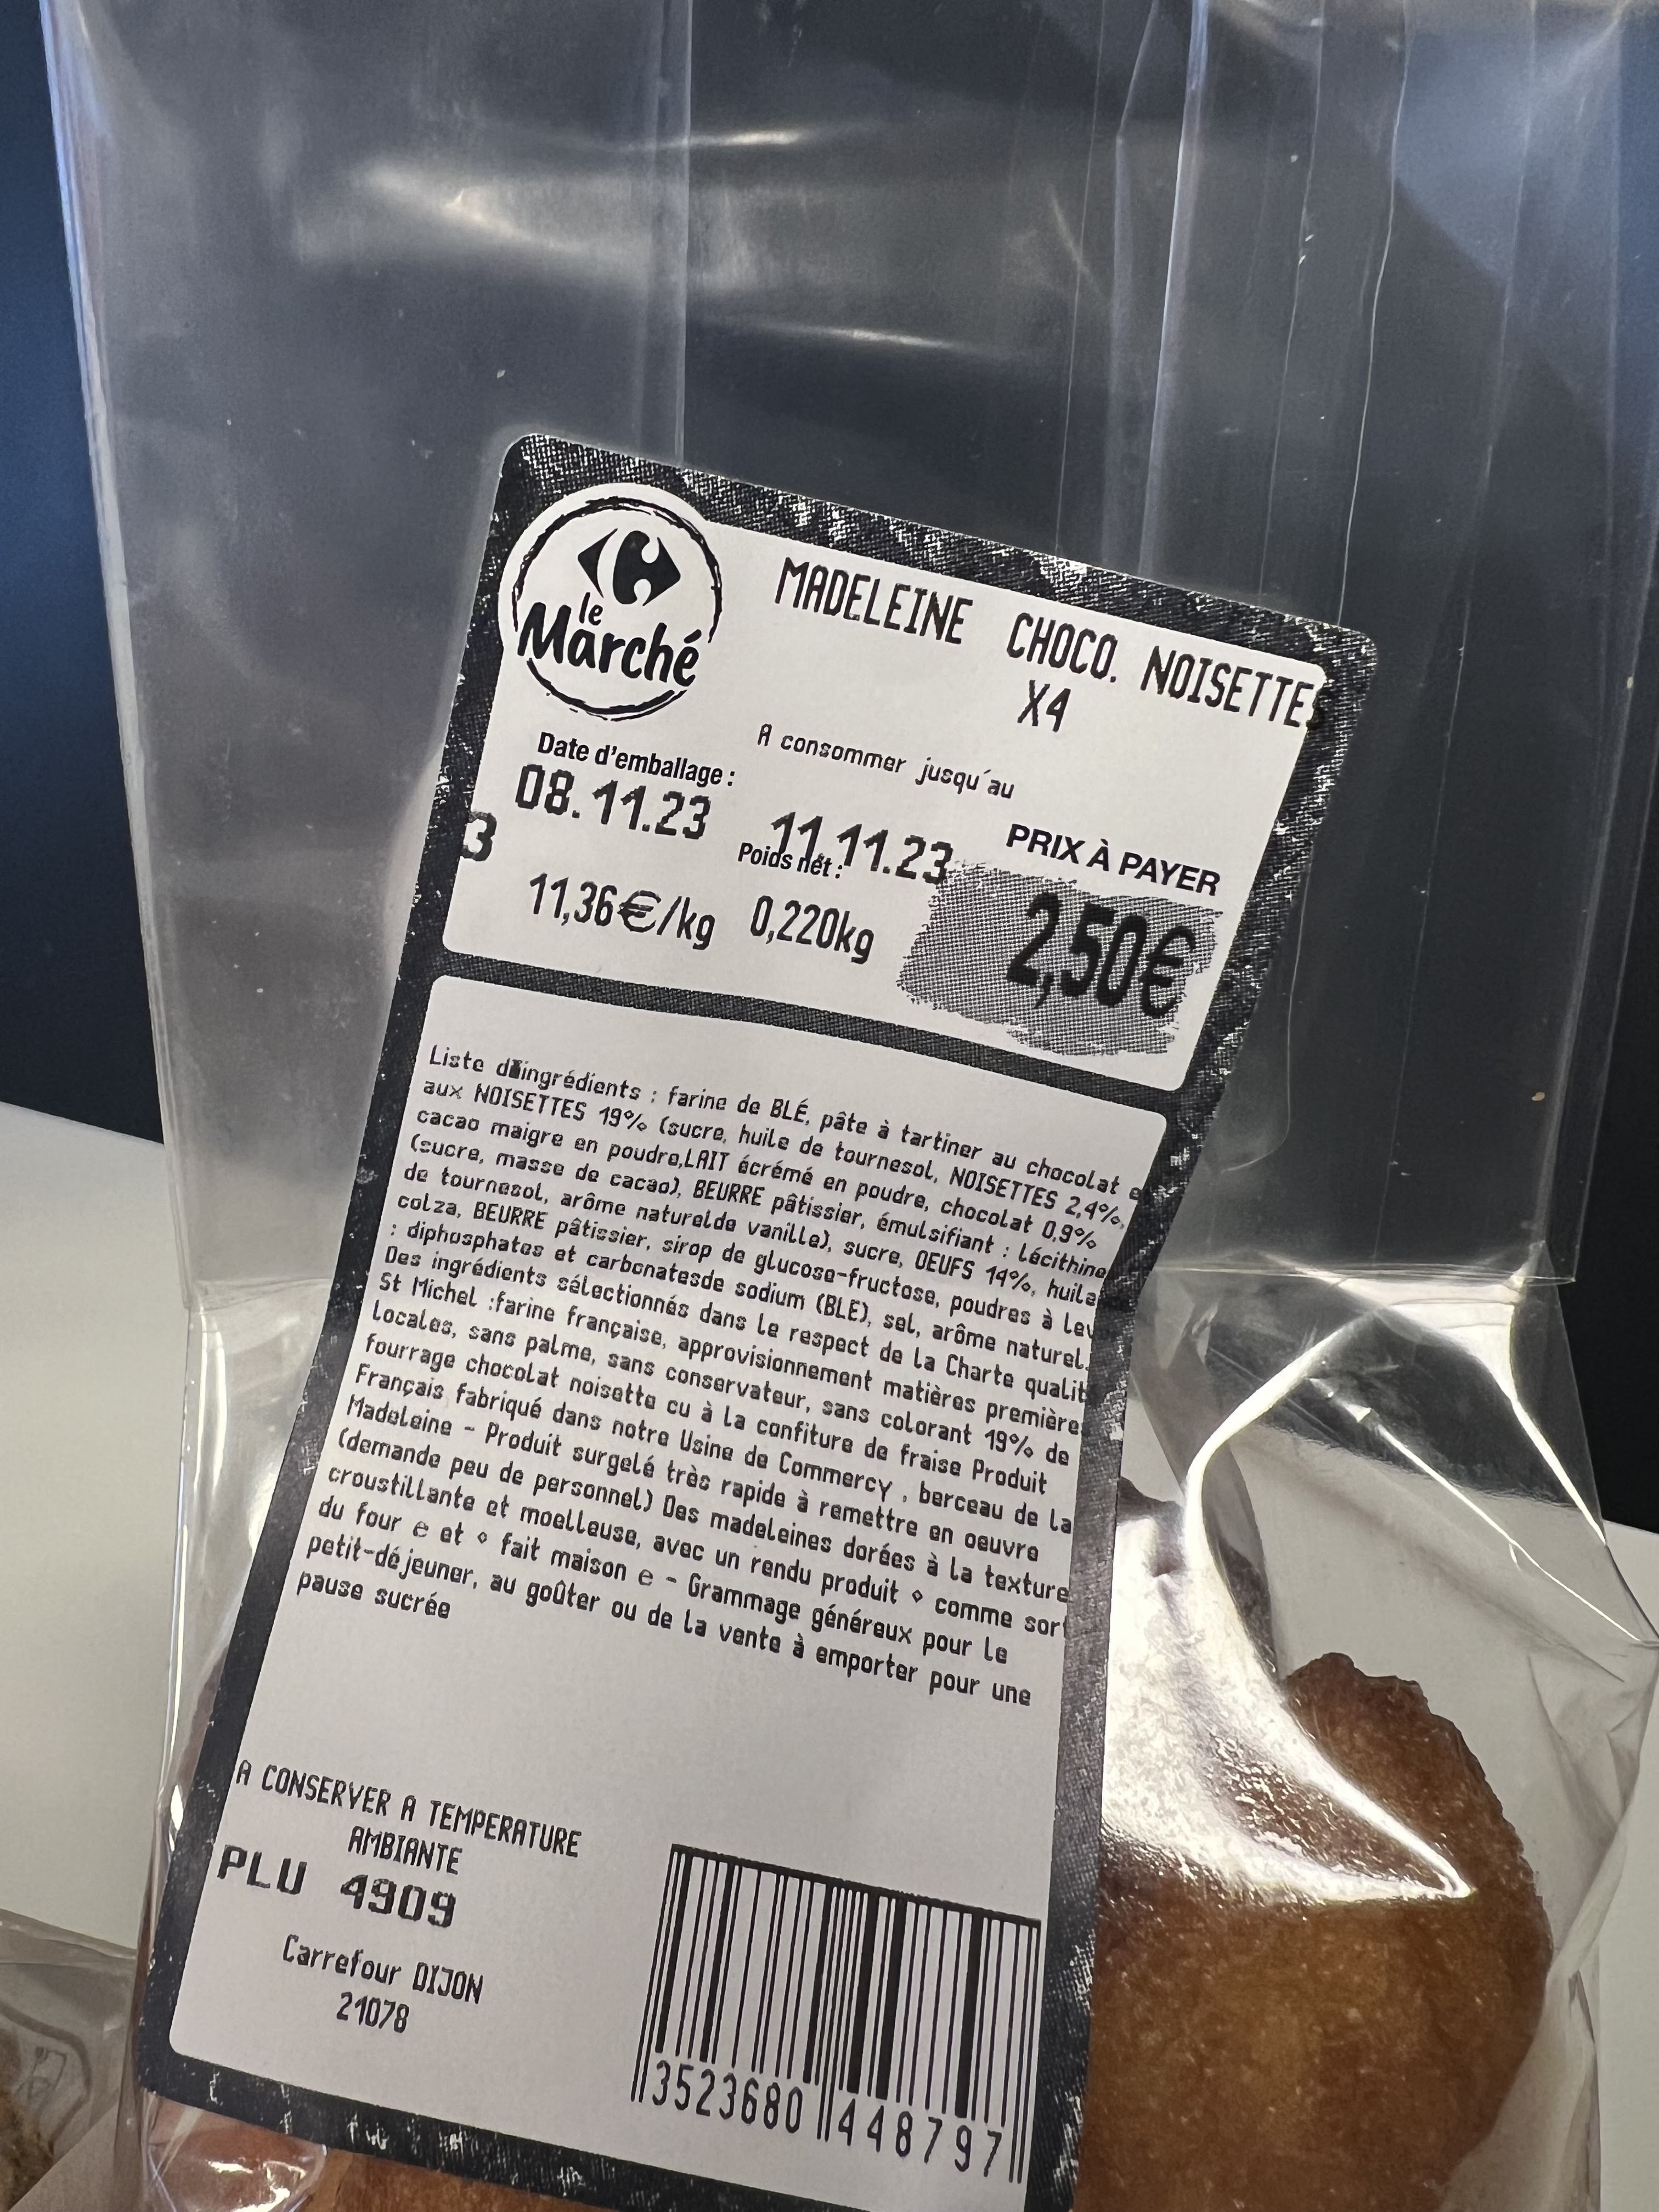 le
Marché
MADELEINE CHOCO. NOISETTES
X4
Date d'emballage :
A consommer jusqu'au
08.11.23
11.11.23
3
Poids net :
PRIX À PAYER
11,36€/kg 0,220kg
2,50€
Liste d ingrédients : farine de BLÉ, pâte à tartiner au chocolat e
aux NOISETTES 19% (sucre, huile de tournesol, NOISETTES 2,4%,
cacao maigre en poudre,LAIT écrémé en poudre, chocolat 0,9%
(sucre, masse de cacao), BEURRE pâtissier, émulsifiant : lécithine
de tournesol, arôme naturelde vanille), sucre, OEUFS 14%, huile
colza, BEURRE pâtissier, sirop de glucose-fructose, poudres à lev
: diphosphates et carbonatesde sodium (BLE), sel, arôme naturel.
Des ingrédients sélectionnés dans le respect de la Charte qualit
St Michel :farine française, approvisionnement matières première
Locales, sans palme, sans conservateur, sans colorant 19% de
fourrage chocolat noisette cu à la confiture de fraise Produit
Français fabriqué dans notre Usine de Commercy , berceau de la
Madeleine - Produit surgelé très rapide à remettre en oeuvre
(demande peu de personnel) Des madeleines dorées à la texture
croustillante et moelleuse, avec un rendu produit ⋄ comme sort
du four e et ⋄ fait maison e - Grammage généreux pour le
petit-déjeuner, au goûter ou de la vente à emporter pour une
pause sucrée
A CONSERVER A TEMPERATURE
AMBIANTE
PLU 4909
Carrefour DIJON
21078
3523680 448797